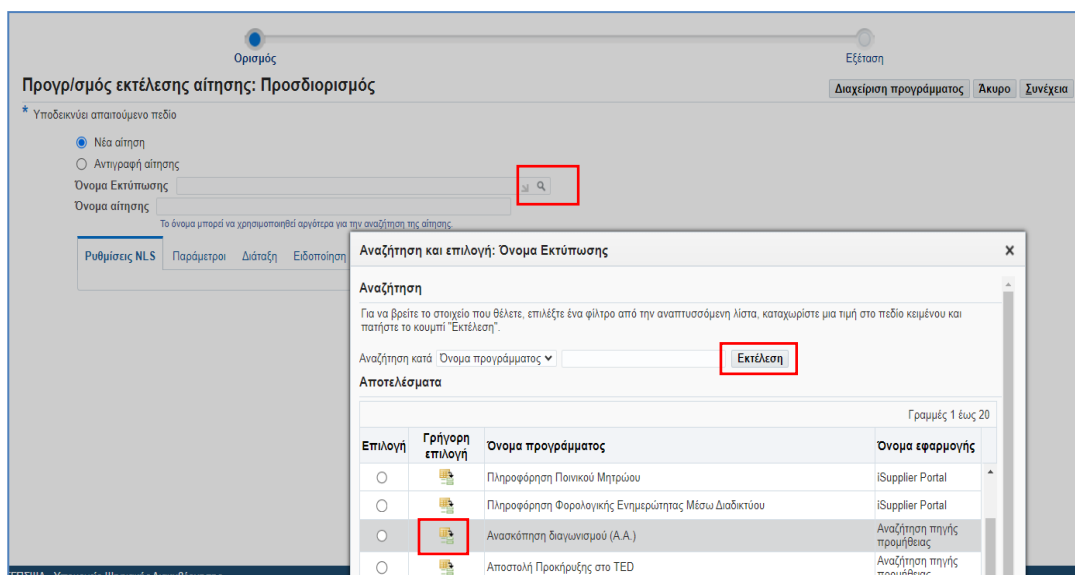 Ορισμός
Εξέταση
Προγρ/σμός εκτέλεσης αίτησης: Προσδιορισμός
Διαχείριση προγράμματος Άκυρο Συνέχεια
* Υποδεικνύει απαιτούμενο πεδίο
Νέα αίτηση
Αντιγραφή αίτησης
Όνομα Εκτύπωσης
Όνομα αίτησης
Το όνομα μπορεί να χρησιμοποιηθεί αργότερα για την αναζήτηση της αίτησης.
Ρυθμίσεις NLS Παράμετροι Διάταξη Ειδοποίηση
Αναζήτηση και επιλογή: Όνομα Εκτύπωσης
Αναζήτηση
Για να βρείτε το στοιχείο που θέλετε, επιλέξτε ένα φίλτρο από την αναπτυσσόμενη λίστα, καταχωρίστε μια τιμή στο πεδίο κειμένου και
πατήστε το κουμπί "Εκτέλεση".
Αναζήτηση κατά Όνομα προγράμματος Εκτέλεση
Αποτελέσματα
Γραμμές 1 έως 20
Επιλογή Γρήγορη επιλογή Όνομα προγράμματος Όνομα εφαρμογής
Πληροφόρηση Ποινικού Μητρώου iSupplier Portal
Πληροφόρηση Φορολογικής Ενημερώτητας Μέσω Διαδικτύου iSupplier Portal
Ανασκόπηση διαγωνισμού (Α.Α.) Αναζήτηση πηγής προμήθειας
Αποστολή Προκήρυξης στο TED Αναζήτηση πηγής